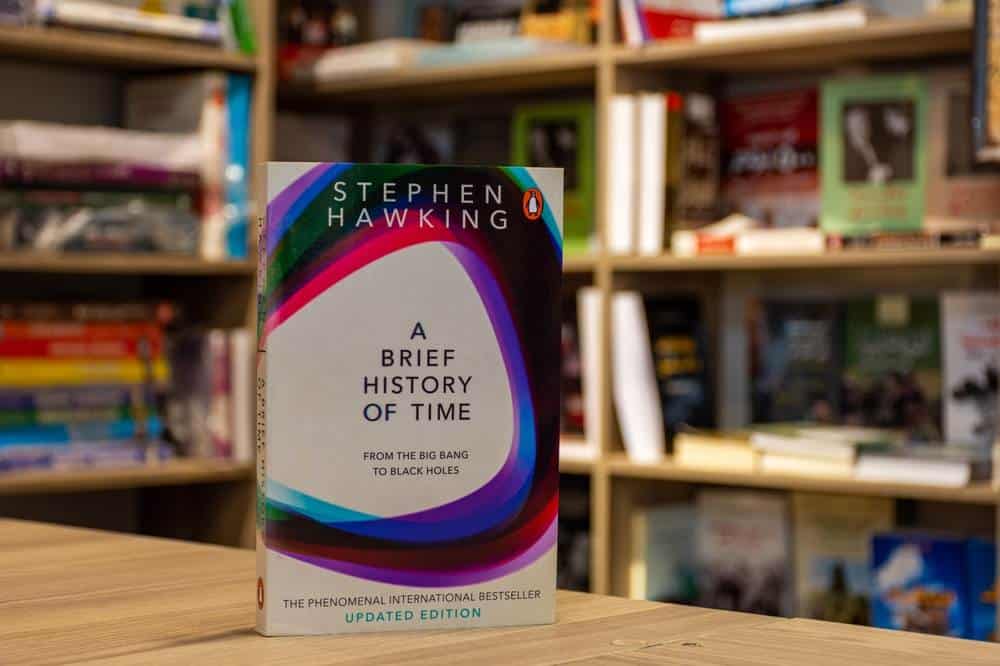 STEPHEN
HAWKING
A
BRIEF
HISTORY
OF TIME
FROM THE BIG BANG
TO BLACK HOLES
THE PHENOMENAL INTERNATIONAL BESTSELLER
UPDATED EDITION